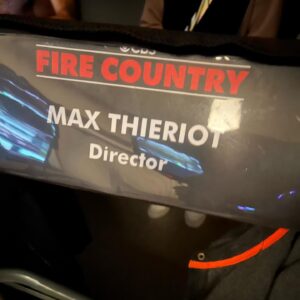 CBS
FIRE COUNTRY
MAX THIERIOT
Director